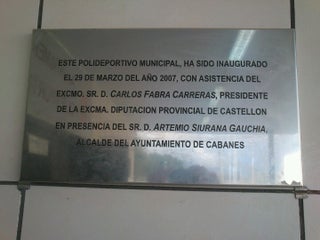 ESTE POLIDEPORTIVO MUNICIPAL, HA SIDO INAUGURADO
EL 29 DE MARZO DEL AÑO 2007, CON ASISTENCIA DEL
EXCMO. SR. D. CARLOS FABRA CARRERAS, PRESIDENTE
DE LA EXCMA. DIPUTACION PROVINCIAL DE CASTELLON
EN PRESENCIA DEL SR. D. ARTEMIO SIURANA GAUCHIA,
ALCALDE DEL AYUNTAMIENTO DE CABANES